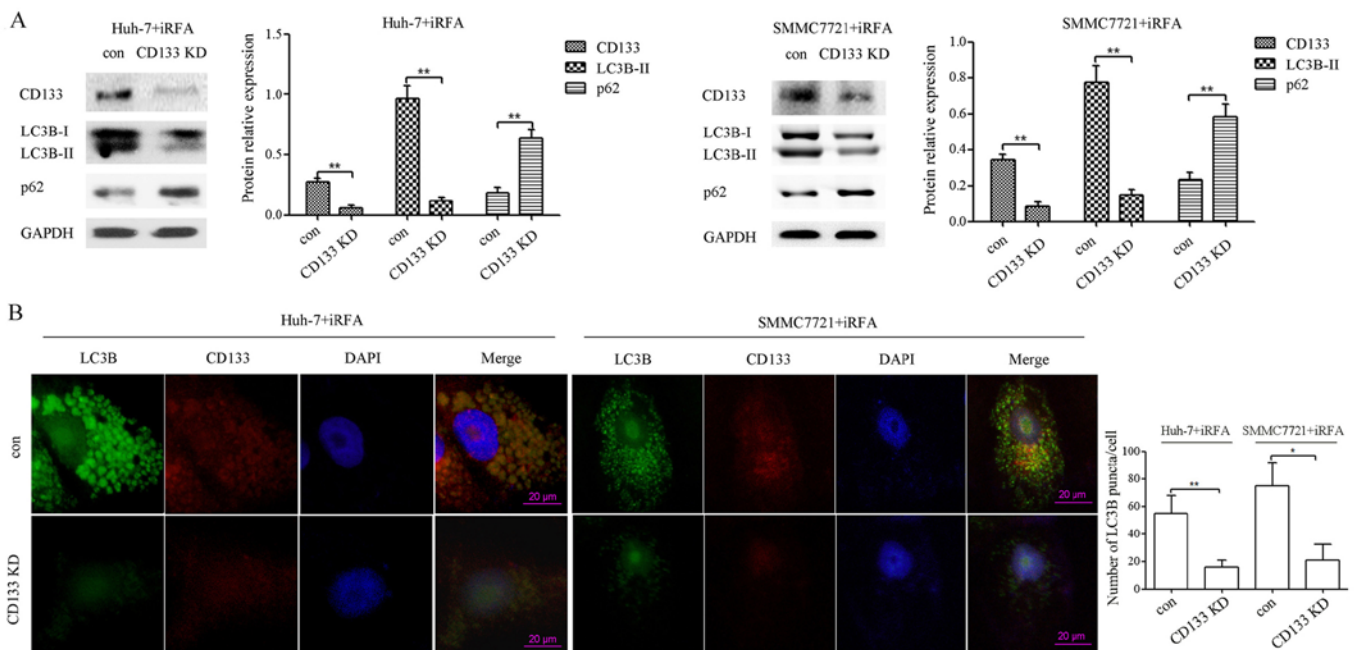 A
Huh-7+iRFA
con CD133 KD
CD133
LC3B-I
LC3B-II
p62
GAPDH
Huh-7+iRFA
Protein relative expression
1.5
1.0
0.5
0.0
**
**
**
con
CD133 KD
con
CD133 KD
con
CD133 KD
CD133
LC3B-II
p62
SMMC7721+iRFA
con CD133 KD
CD133
LC3B-I
LC3B-II
p62
GAPDH
SMMC7721+iRFA
Protein relative expression
1.0
0.8
0.6
0.4
0.2
0.0
**
**
**
con
CD133 KD
con
CD133 KD
con
CD133 KD
CD133
LC3B-II
p62
B
Huh-7+iRFA
SMMC7721+iRFA
LC3B CD133 DAPI Merge LC3B CD133 DAPI Merge
con
20 μm
20 μm
CD133 KD
20 μm
20 μm
Huh-7+iRFA SMMC7721+iRFA
Number of LC3B puncta/cell
100
80
60
40
20
0
**
*
con
CD133 KD
con
CD133 KD